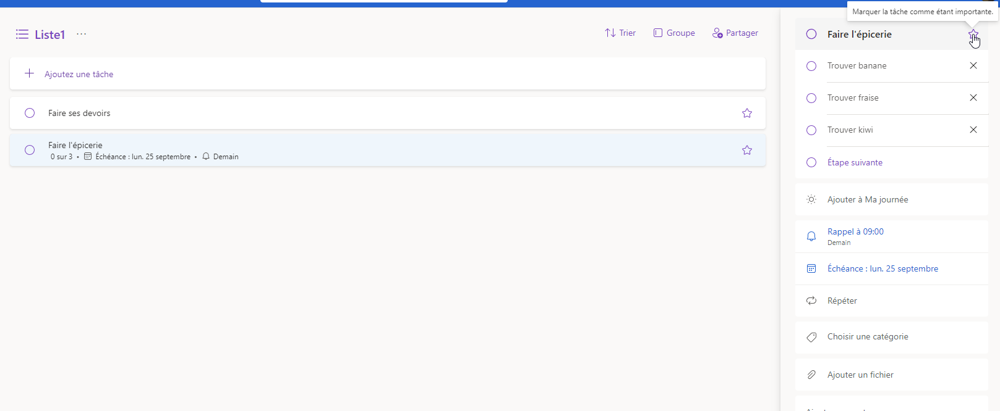 Marquer la tâche comme étant importante.
Liste1 ...
Trier
Groupe
Partager
Ajoutez une tâche
Faire ses devoirs
Faire l'épicerie
0 sur 3 • Échéance : lun. 25 septembre • Demain
Faire l'épicerie
Trouver banane
Trouver fraise
Trouver kiwi
Étape suivante
Ajouter à Ma journée
Rappel à 09:00
Demain
Échéance : lun. 25 septembre
Répéter
Choisir une catégorie
Ajouter un fichier